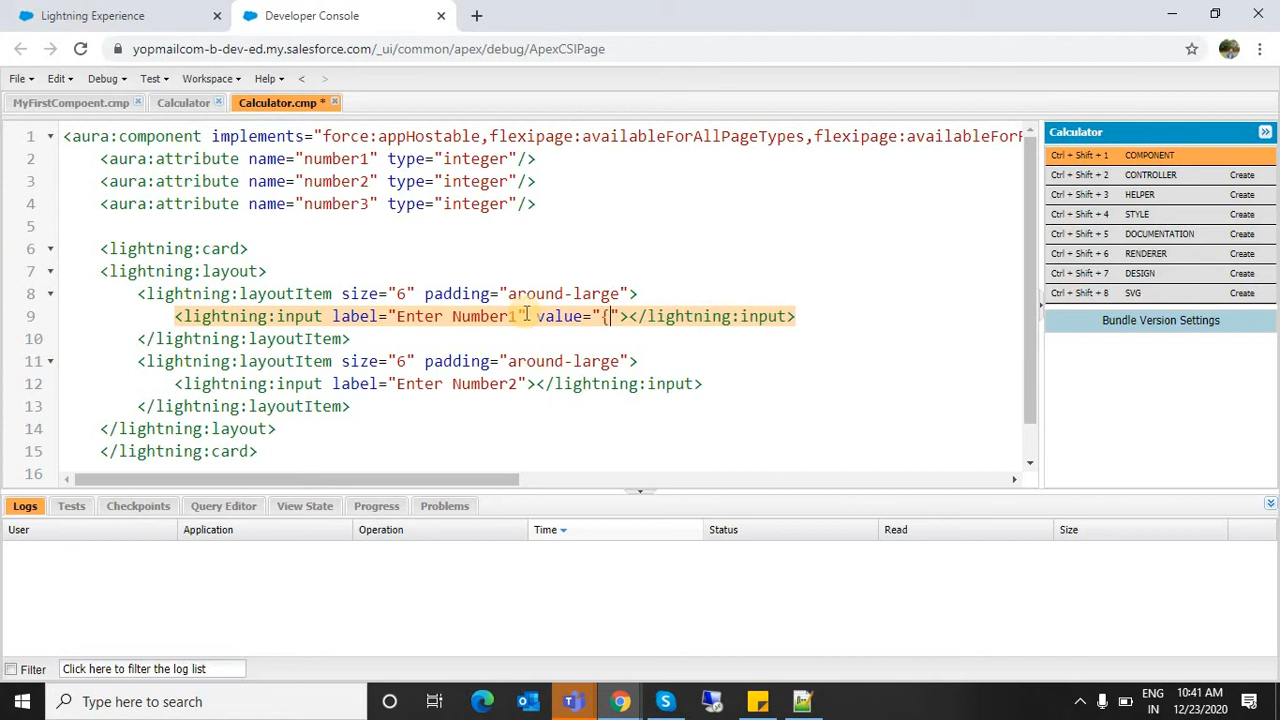 Lightning Experience
Developer Console
yopmailcom-b-dev-ed.my.salesforce.com/_ui/common/apex/debug/ApexCSIPage
File Edit Debug Test Workspace Help < >
MyFirstCompoent.cmp Calculator Calculator.cmp *
1 <aura:component implements="force:appHostable,flexipage:availableForAllPageTypes,flexipage:availableForF
2 <aura:attribute name="number1" type="integer"/>
3 <aura:attribute name="number2" type="integer"/>
4 <aura:attribute name="number3" type="integer"/>
5
6 <lightning:card>
7 <lightning:layout>
8 <lightning:layoutItem size="6" padding="around-large">
9 <lightning:input label="Enter Number1" value="{"></lightning:input>
10 </lightning:layoutItem>
11 <lightning:layoutItem size="6" padding="around-large">
12 <lightning:input label="Enter Number2"></lightning:input>
13 </lightning:layoutItem>
14 </lightning:layout>
15 </lightning:card>
16
Calculator
Ctrl + Shift + 1 COMPONENT
Ctrl + Shift + 2 CONTROLLER Create
Ctrl + Shift + 3 HELPER Create
Ctrl + Shift + 4 STYLE Create
Ctrl + Shift + 5 DOCUMENTATION Create
Ctrl + Shift + 6 RENDERER Create
Ctrl + Shift + 7 DESIGN Create
Ctrl + Shift + 8 SVG Create
Bundle Version Settings
Logs Tests Checkpoints Query Editor View State Progress Problems
User Application Operation Time Status Read Size
Filter Click here to filter the log list
Type here to search
ENG
IN
10:41 AM
12/23/2020